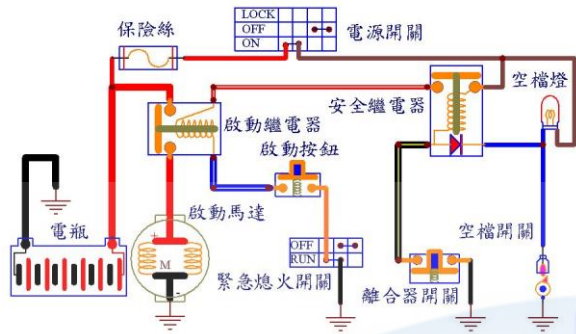 保險絲
LOCK
OFF
ON
電源開關
空檔燈
安全繼電器
啟動繼電器
啟動按鈕
電瓶
啟動馬達
+
M
-
OFF
RUN
緊急熄火開關
離合器開關
空檔開關